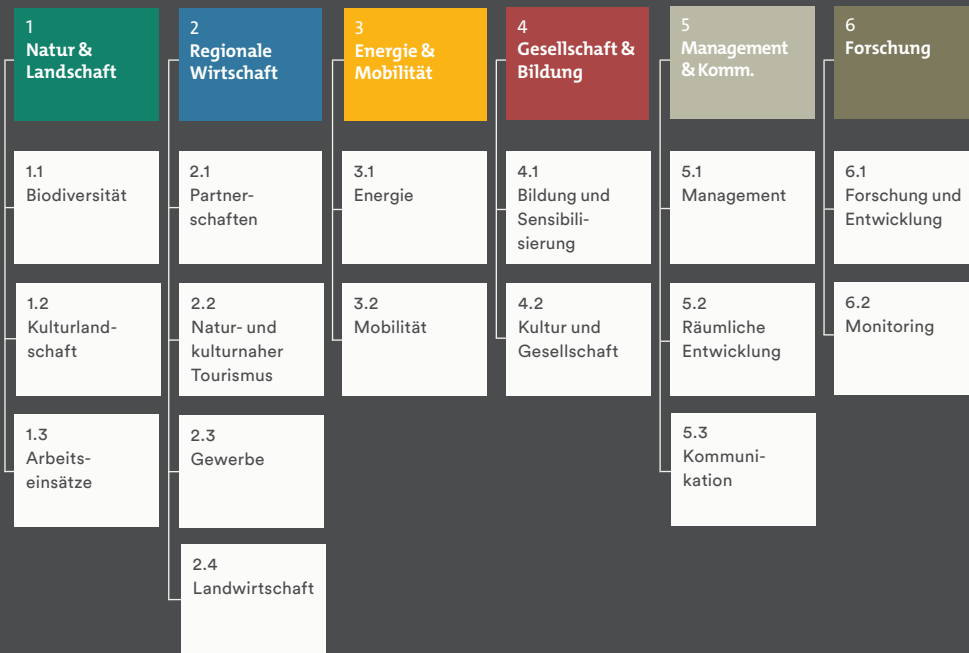 1
Natur &
Landschaft
1.1
Biodiversität
1.2
Kulturland-
schaft
1.3
Arbeits-
einsätze
2
Regionale
Wirtschaft
2.1
Partner-
schaften
2.2
Natur- und
kulturnaher
Tourismus
2.3
Gewerbe
2.4
Landwirtschaft
3
Energie &
Mobilität
3.1
Energie
3.2
Mobilität
4
Gesellschaft &
Bildung
4.1
Bildung und
Sensibili-
sierung
4.2
Kultur und
Gesellschaft
5
Management
& Komm.
5.1
Management
5.2
Räumliche
Entwicklung
5.3
Kommuni-
kation
6
Forschung
6.1
Forschung und
Entwicklung
6.2
Monitoring